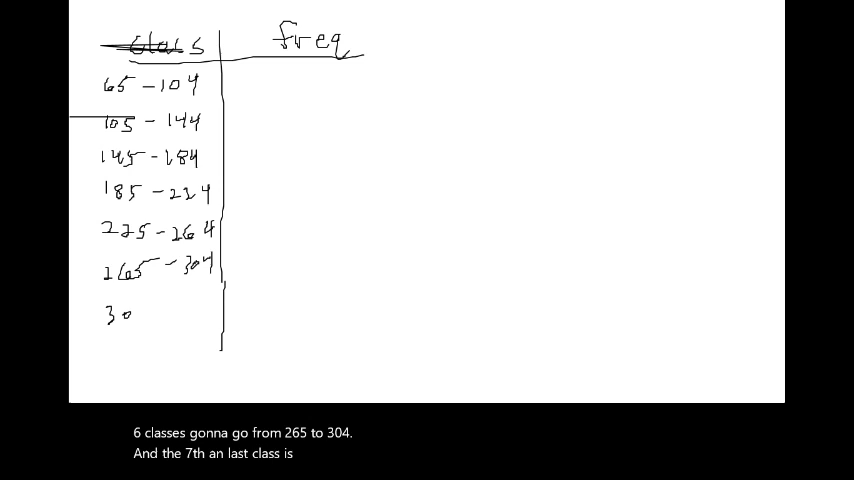 Class freq
65 - 104
105 - 144
145 - 184
185 - 224
225 - 264
265 - 304
30
6 classes gonna go from 265 to 304.
And the 7th an last class is